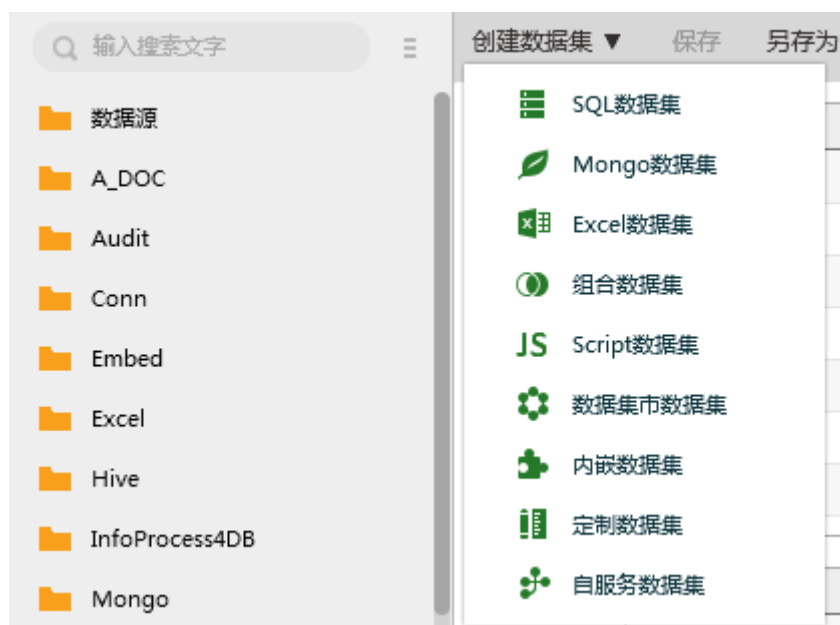 输入搜索文字
数据源
A_DOC
Audit
Conn
Embed
Excel
Hive
InfoProcess4DB
Mongo
创建数据集 ▼ 保存 另存为
SQL数据集
Mongo数据集
Excel数据集
组合数据集
JS Script数据集
数据集市数据集
内嵌数据集
定制数据集
自服务数据集